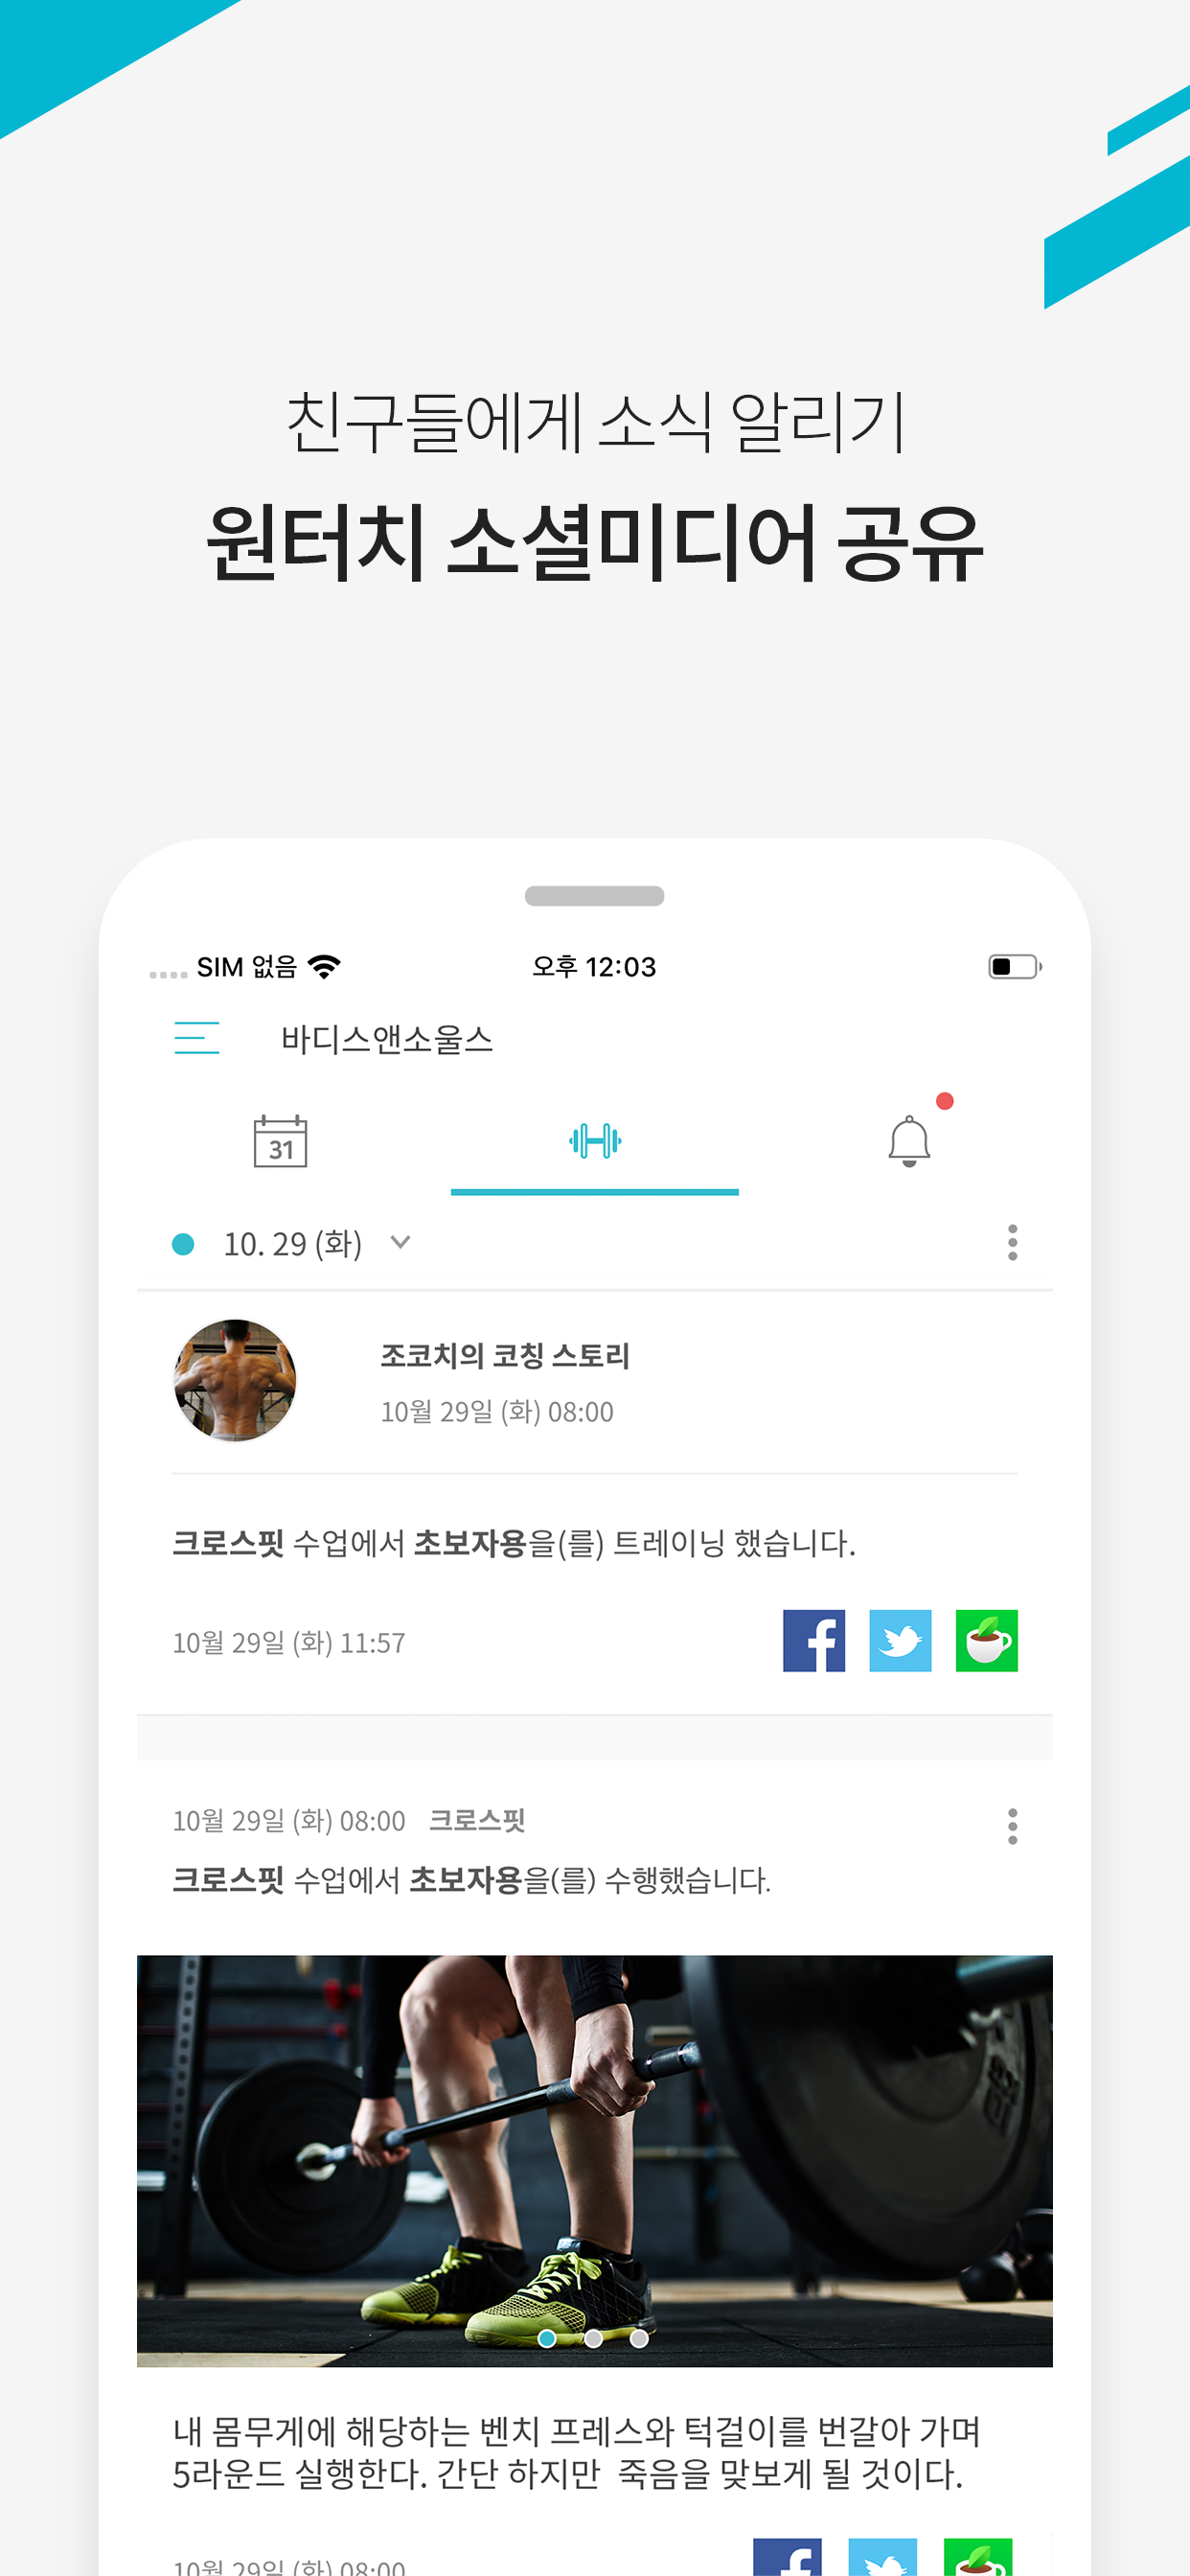 친구들에게 소식 알리기
원터치 소셜미디어 공유
SIM 없음
오후 12:03
바디스앤소울스
31
10. 29 (화)
조코치의 코칭 스토리
10월 29일 (화) 08:00
크로스핏 수업에서 초보자용을(를) 트레이닝 했습니다.
10월 29일 (화) 11:57
10월 29일 (화) 08:00 크로스핏
크로스핏 수업에서 초보자용을(를) 수행했습니다.
내 몸무게에 해당하는 벤치 프레스와 턱걸이를 번갈아 가며
5라운드 실행한다. 간단 하지만 죽음을 맛보게 될 것이다.
10월 29일 (화) 08:00